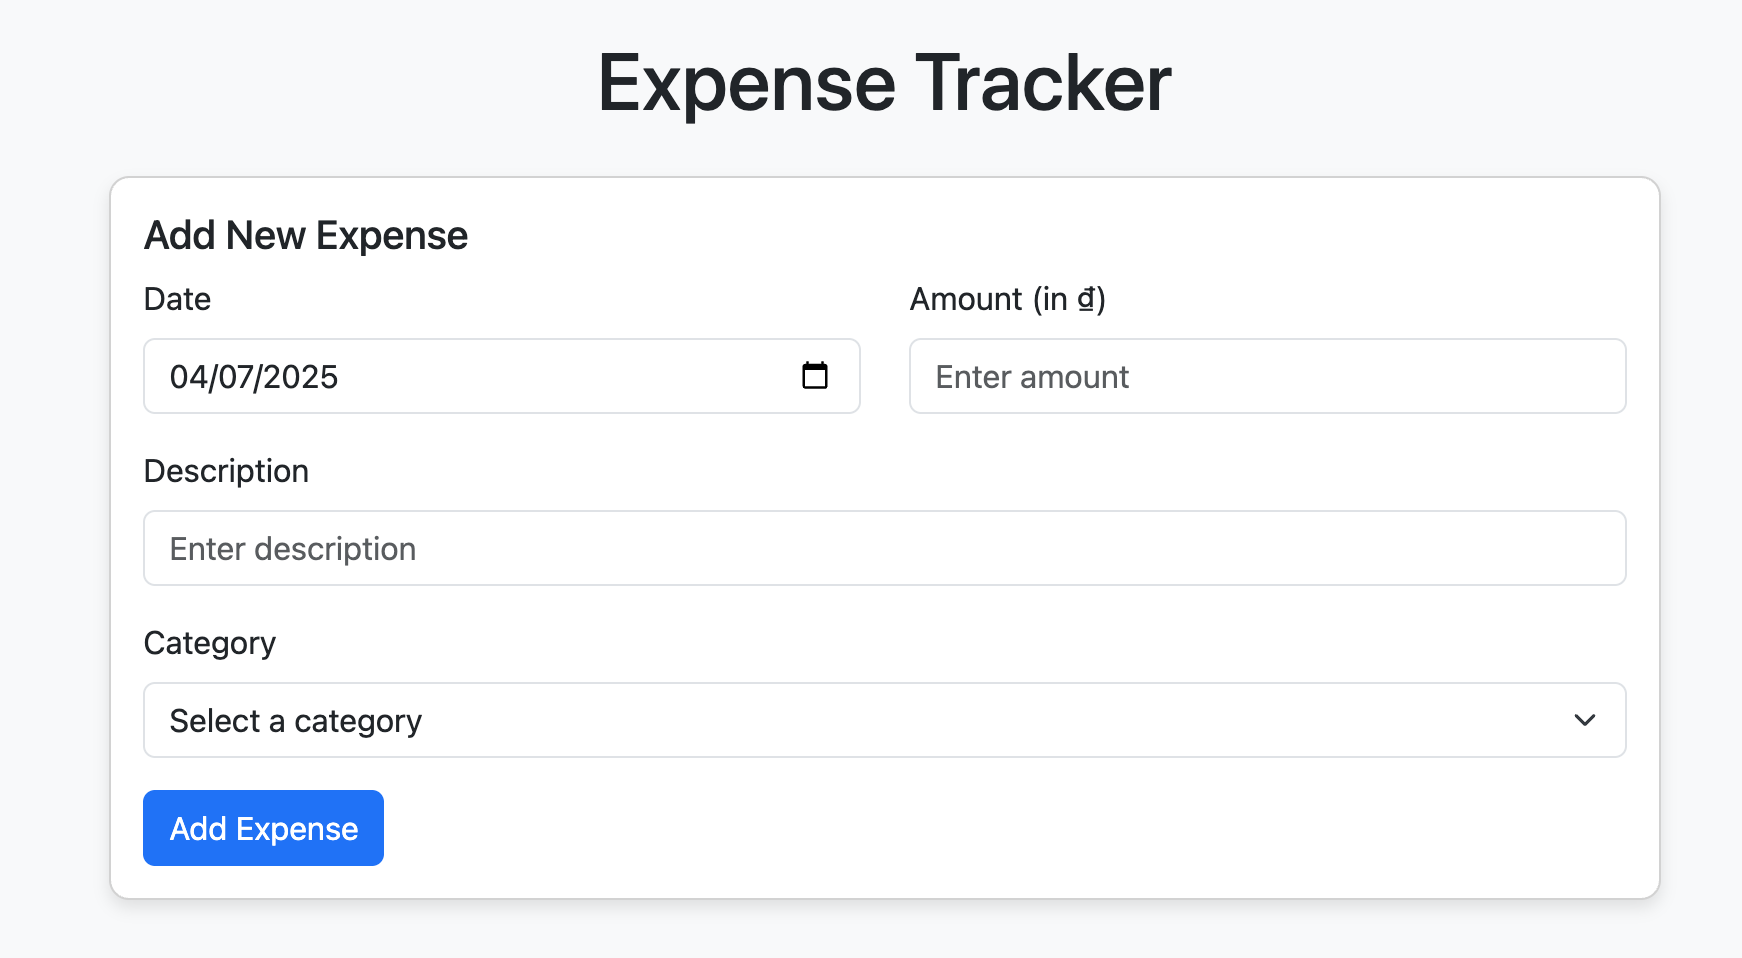 Expense Tracker
Add New Expense
Date
Amount (in ₫)
04/07/2025
Enter amount
Description
Enter description
Category
Select a category
Add Expense